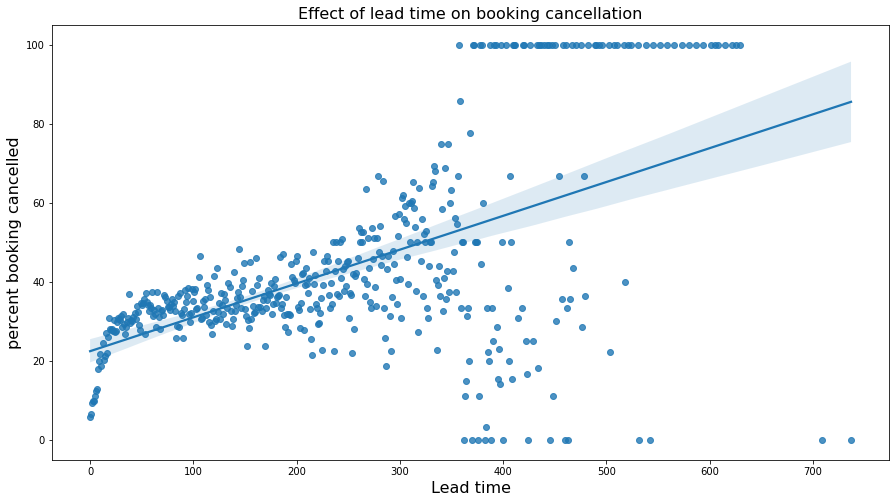 Effect of lead time on booking cancellation
percent booking cancelled
100
80
60
40
20
0
0 100 200 300 400 500 600 700
Lead time